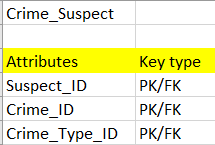 Crime_Suspect
Attributes Key type
Suspect_ID PK/FK
Crime_ID PK/FK
Crime_Type_ID PK/FK